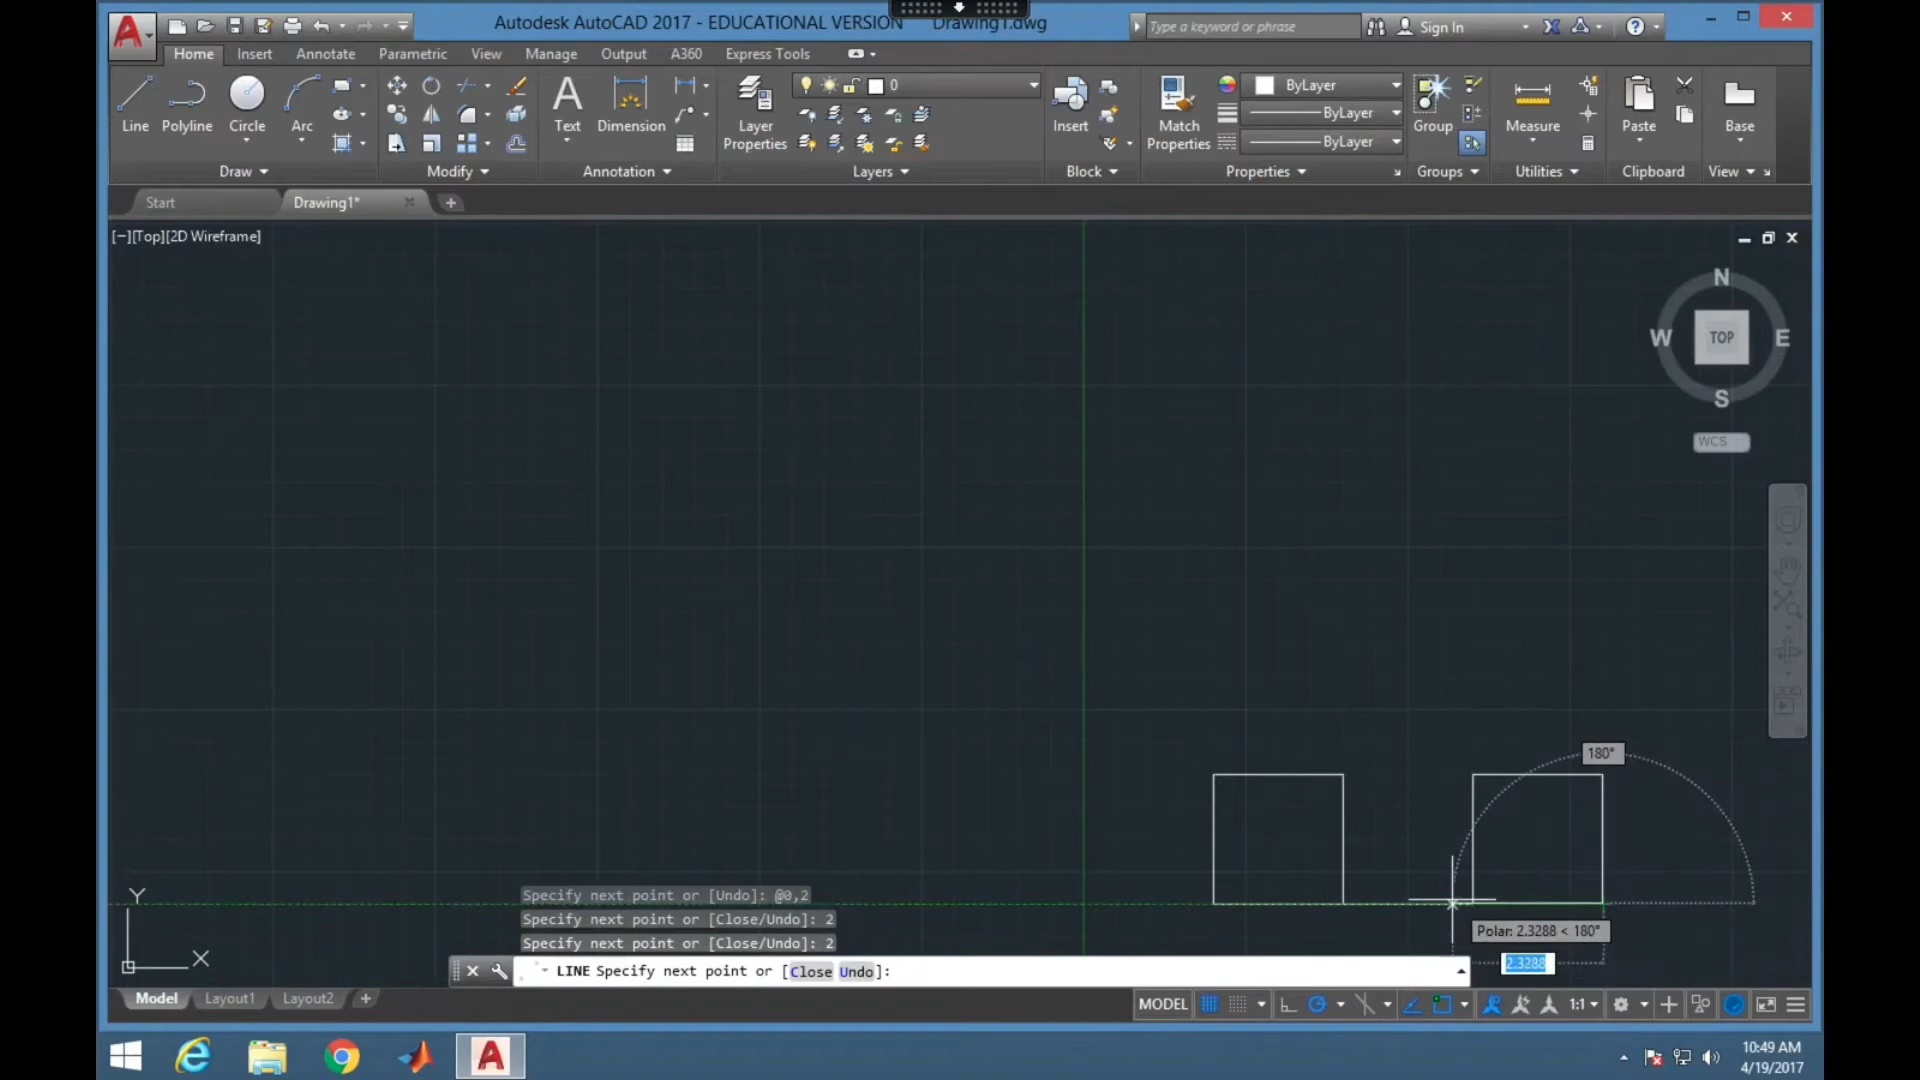 Autodesk AutoCAD 2017 - EDUCATIONAL VERSION Drawing1.dwg
Type a keyword or phrase
Sign In
Home Insert Annotate Parametric View Manage Output A360 Express Tools
Line Polyline Circle Arc
Text Dimension
Layer Properties
0
Insert
Match Properties
ByLayer
ByLayer
ByLayer
Group
Measure
Paste
Base
Draw Modify Annotation Layers Block Properties Groups Utilities Clipboard View
Start Drawing1*
[−][Top][2D Wireframe]
N
W TOP E
S
WCS
180°
Specify next point or [Undo]: @0,2
Specify next point or [Close/Undo]: 2
Specify next point or [Close/Undo]: 2
Polar: 2.3288 < 180°
2.3288
Y
X
LINE Specify next point or [Close Undo]:
Model Layout1 Layout2
MODEL 1:1
10:49 AM
4/19/2017